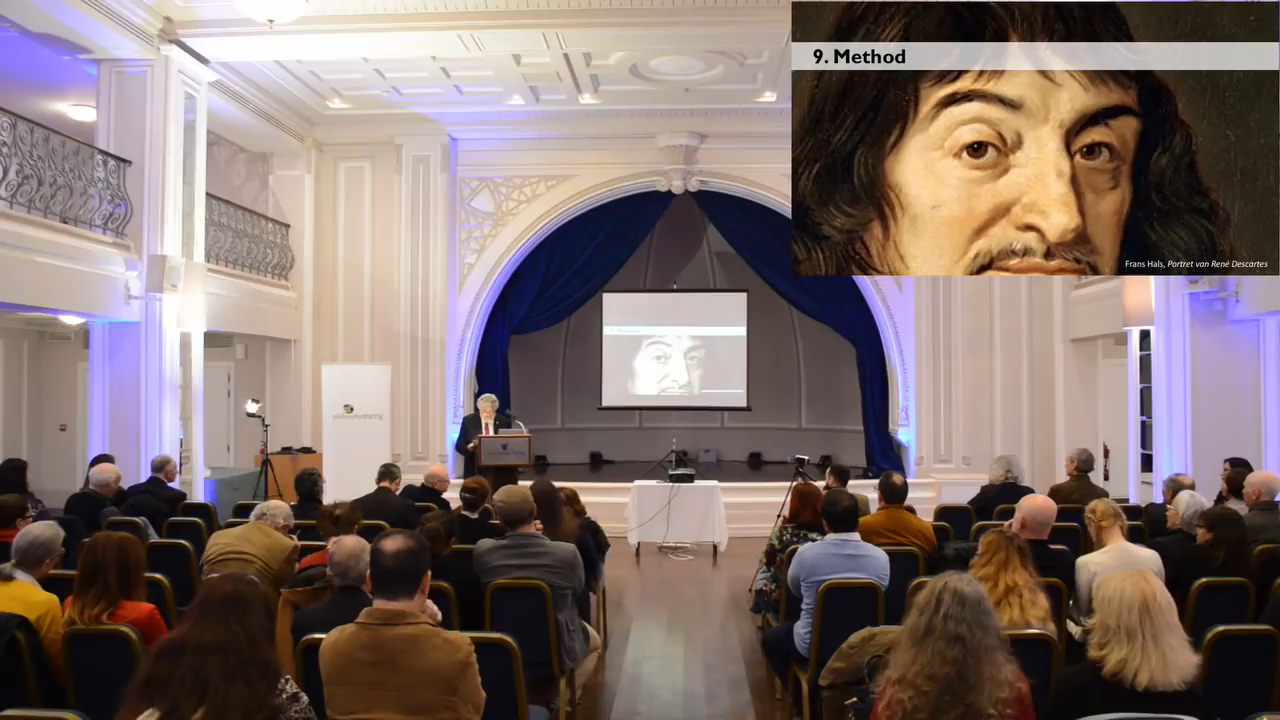 9. Method
Frans Hals, Portret van René Descartes